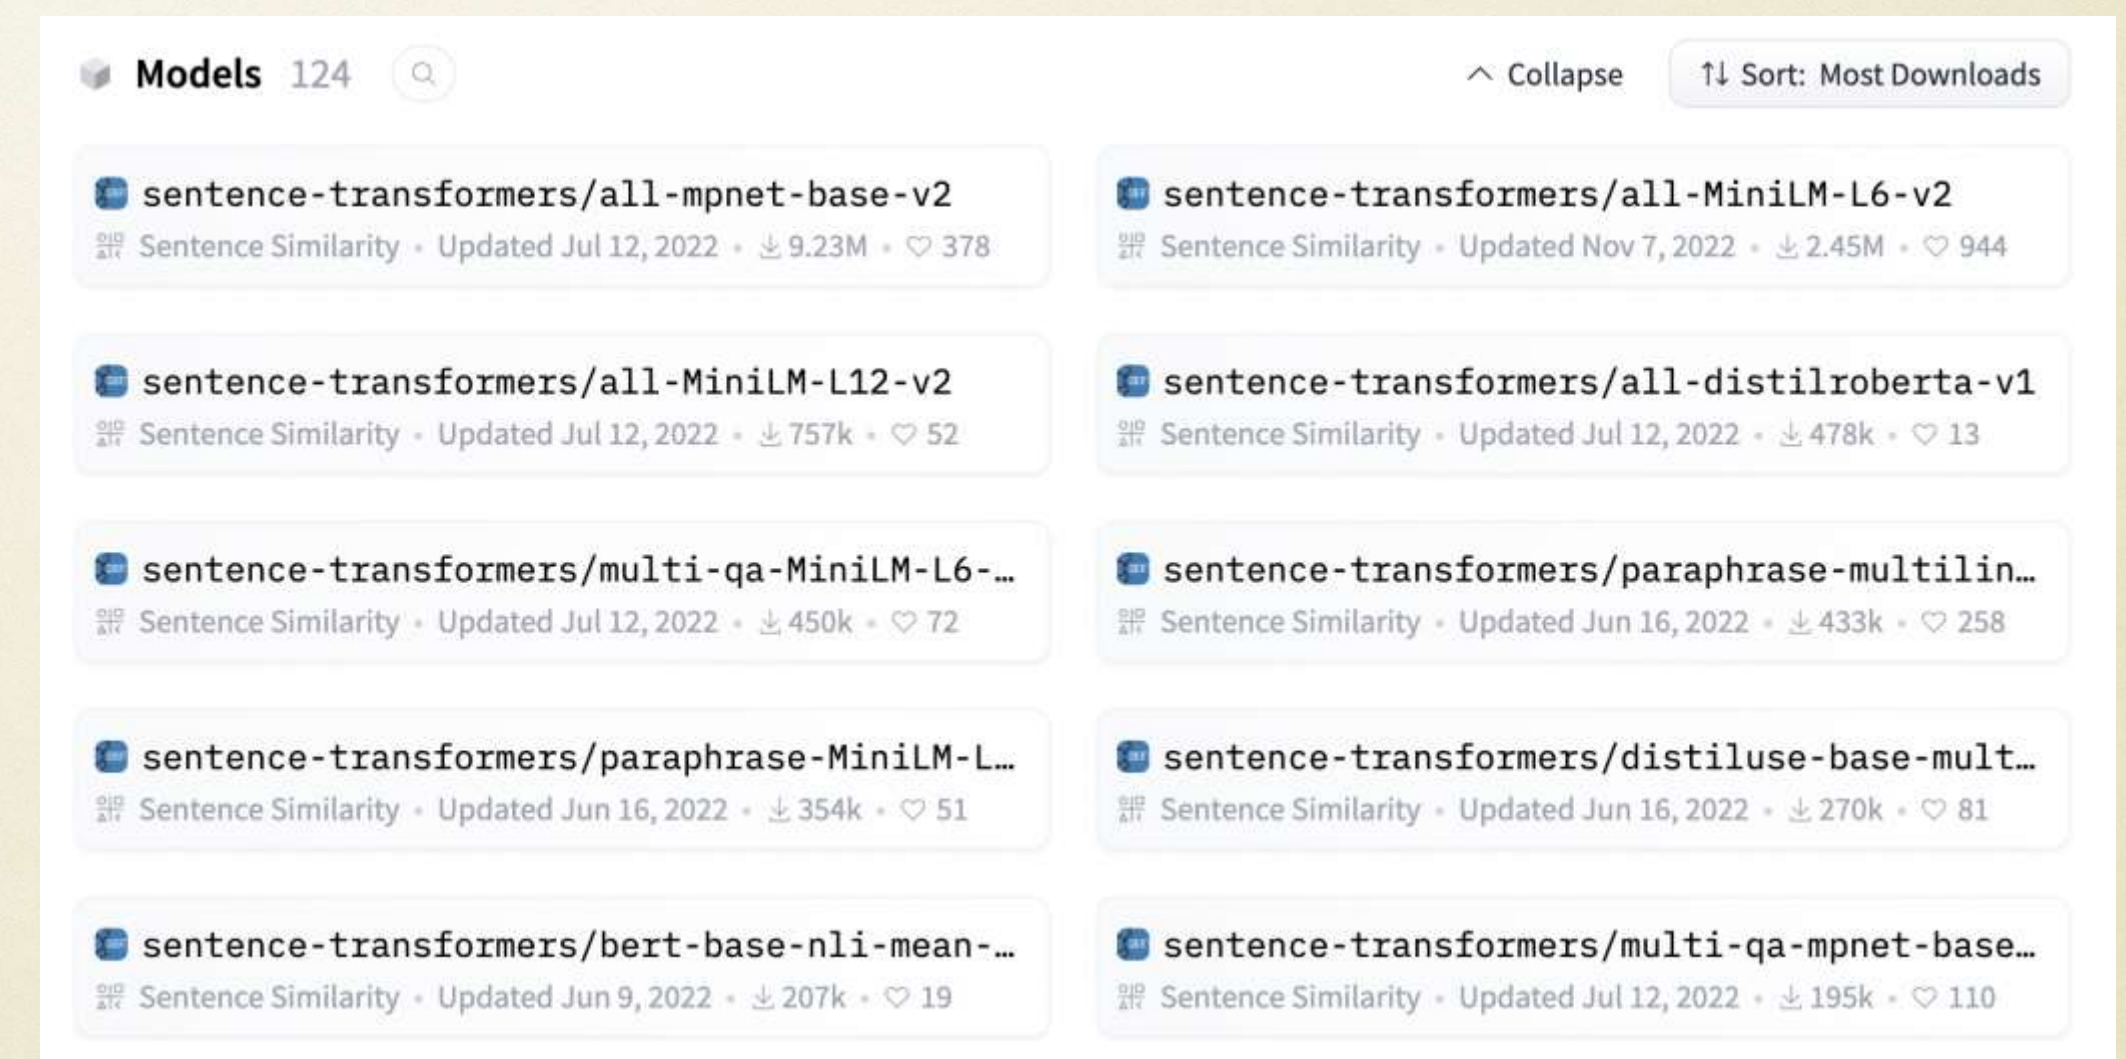 Models 124
Collapse
Sort: Most Downloads
sentence-transformers/all-mpnet-base-v2
Sentence Similarity • Updated Jul 12, 2022 • 9.23M • 378
sentence-transformers/all-MiniLM-L6-v2
Sentence Similarity • Updated Nov 7, 2022 • 2.45M • 944
sentence-transformers/all-MiniLM-L12-v2
Sentence Similarity • Updated Jul 12, 2022 • 757k • 52
sentence-transformers/all-distilroberta-v1
Sentence Similarity • Updated Jul 12, 2022 • 478k • 13
sentence-transformers/multi-qa-MiniLM-L6-…
Sentence Similarity • Updated Jul 12, 2022 • 450k • 72
sentence-transformers/paraphrase-multilin…
Sentence Similarity • Updated Jun 16, 2022 • 433k • 258
sentence-transformers/paraphrase-MiniLM-L…
Sentence Similarity • Updated Jun 16, 2022 • 354k • 51
sentence-transformers/distiluse-base-mult…
Sentence Similarity • Updated Jun 16, 2022 • 270k • 81
sentence-transformers/bert-base-nli-mean-…
Sentence Similarity • Updated Jun 9, 2022 • 207k • 19
sentence-transformers/multi-qa-mpnet-base…
Sentence Similarity • Updated Jul 12, 2022 • 195k • 110